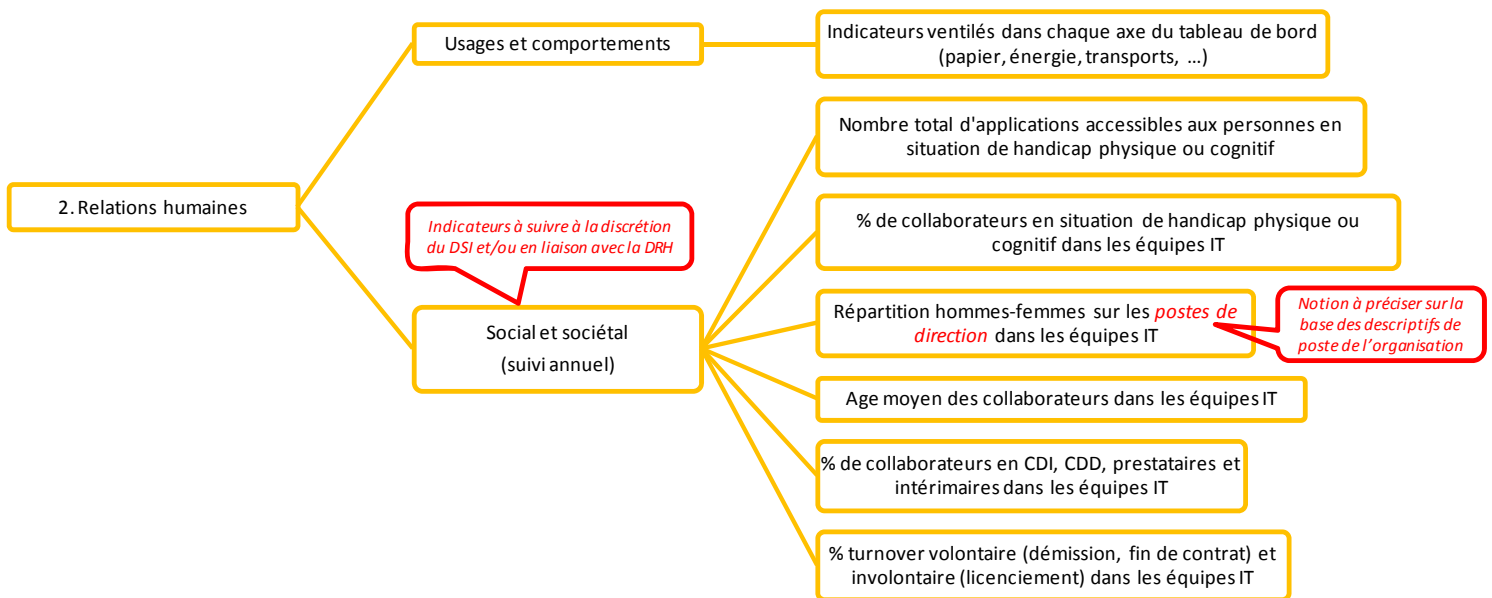 2. Relations humaines
Usages et comportements
Indicateurs ventilés dans chaque axe du tableau de bord
(papier, énergie, transports, …)
Indicateurs à suivre à la discrétion
du DSI et/ou en liaison avec la DRH
Social et sociétal
(suivi annuel)
Nombre total d'applications accessibles aux personnes en
situation de handicap physique ou cognitif
% de collaborateurs en situation de handicap physique ou
cognitif dans les équipes IT
Répartition hommes-femmes sur les postes de
direction dans les équipes IT
Notion à préciser sur la
base des descriptifs de
poste de l’organisation
Age moyen des collaborateurs dans les équipes IT
% de collaborateurs en CDI, CDD, prestataires et
intérimaires dans les équipes IT
% turnover volontaire (démission, fin de contrat) et
involontaire (licenciement) dans les équipes IT